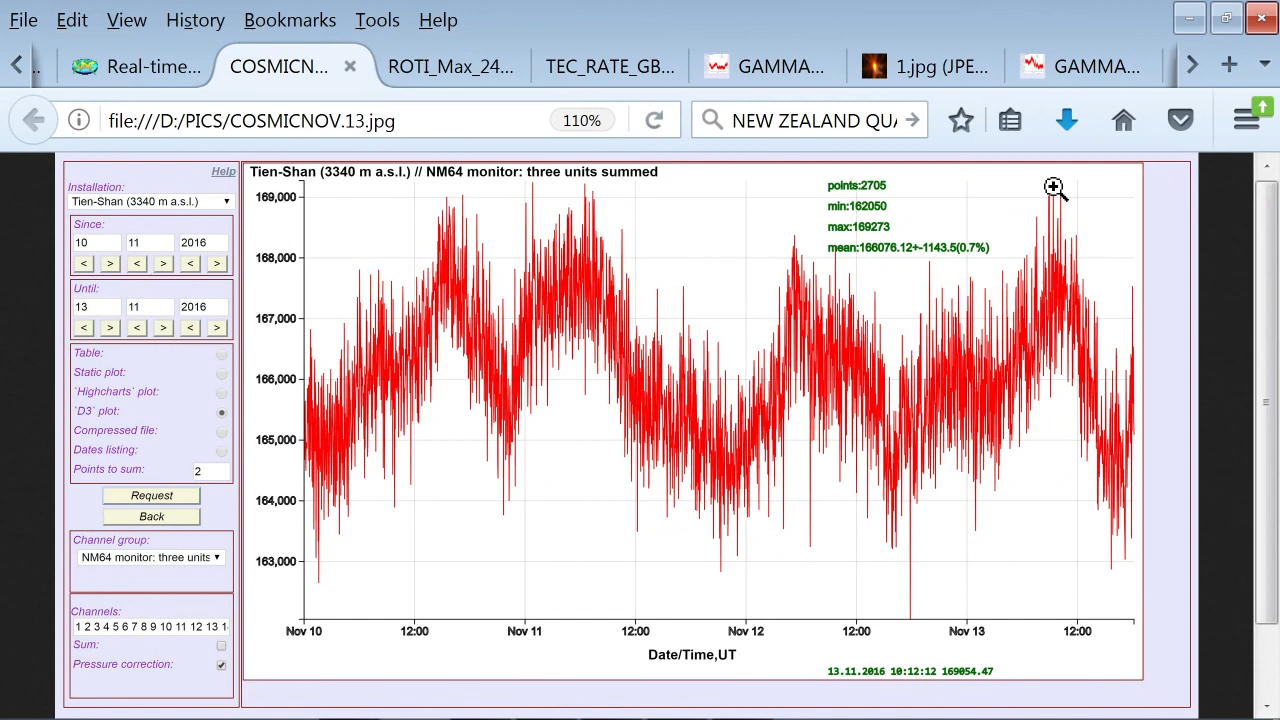 File Edit View History Bookmarks Tools Help
.. Real-time... COSMICN... ROTI_Max_24... TEC_RATE_GB... GAMMA... 1.jpg (JPE... GAMMA...
file:///D:/PICS/COSMICNOV.13.jpg 110% NEW ZEALAND QUA
Help
Installation:
Tien-Shan (3340 m a.s.l.)
Since:
10 11 2016
< > < > < >
Until:
13 11 2016
< > < > < >
Table:
Static plot:
`Highcharts` plot:
`D3` plot:
Compressed file:
Dates listing:
Points to sum: 2
Request
Back
Channel group:
NM64 monitor: three units
Channels:
1 2 3 4 5 6 7 8 9 10 11 12 13 1
Sum:
Pressure correction:
Tien-Shan (3340 m a.s.l.) // NM64 monitor: three units summed
points:2705
min:162050
max:169273
mean:166076.12+-1143.5(0.7%)
169,000
168,000
167,000
166,000
165,000
164,000
163,000
Nov 10 12:00 Nov 11 12:00 Nov 12 12:00 Nov 13 12:00
Date/Time,UT
13.11.2016 10:12:12 169054.47